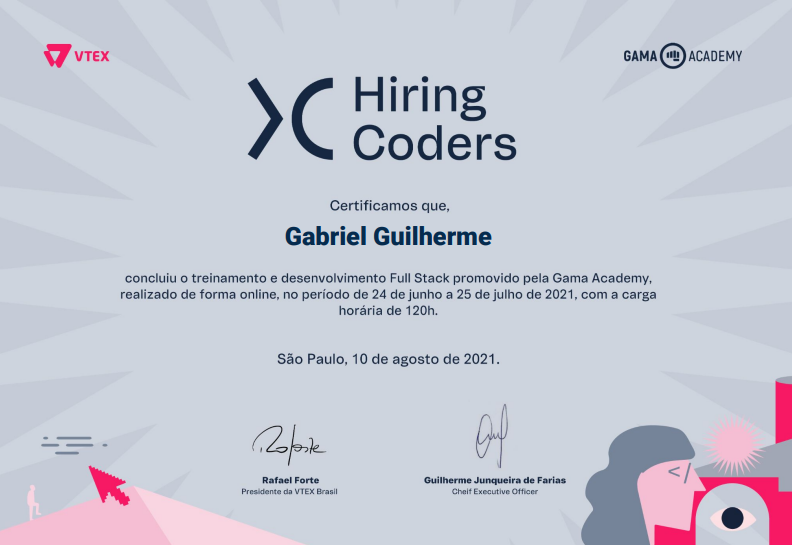 VTEX
GAMA ACADEMY
Hiring
Coders
Certificamos que,
Gabriel Guilherme
concluiu o treinamento e desenvolvimento Full Stack promovido pela Gama Academy,
realizado de forma online, no período de 24 de junho a 25 de julho de 2021, com a carga
horária de 120h.
São Paulo, 10 de agosto de 2021.
Rafael Forte
Presidente da VTEX Brasil
Guilherme Junqueira de Farias
Cheif Executive Officer
</